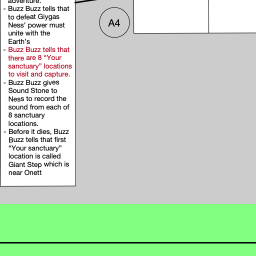 adventure.
- Buzz Buzz tells that
to defeat Giygas
Ness' power must
unite with the
Earth's
- Buzz Buzz tells that
there are 8 "Your
sanctuary" locations
to visit and capture.
- Buzz Buzz gives
Sound Stone to
Ness to record the
sound from each of
8 sanctuary
locations.
- Before it dies, Buzz
Buzz tells that first
"Your sanctuary"
location is called
Giant Step which is
near Onett
A4